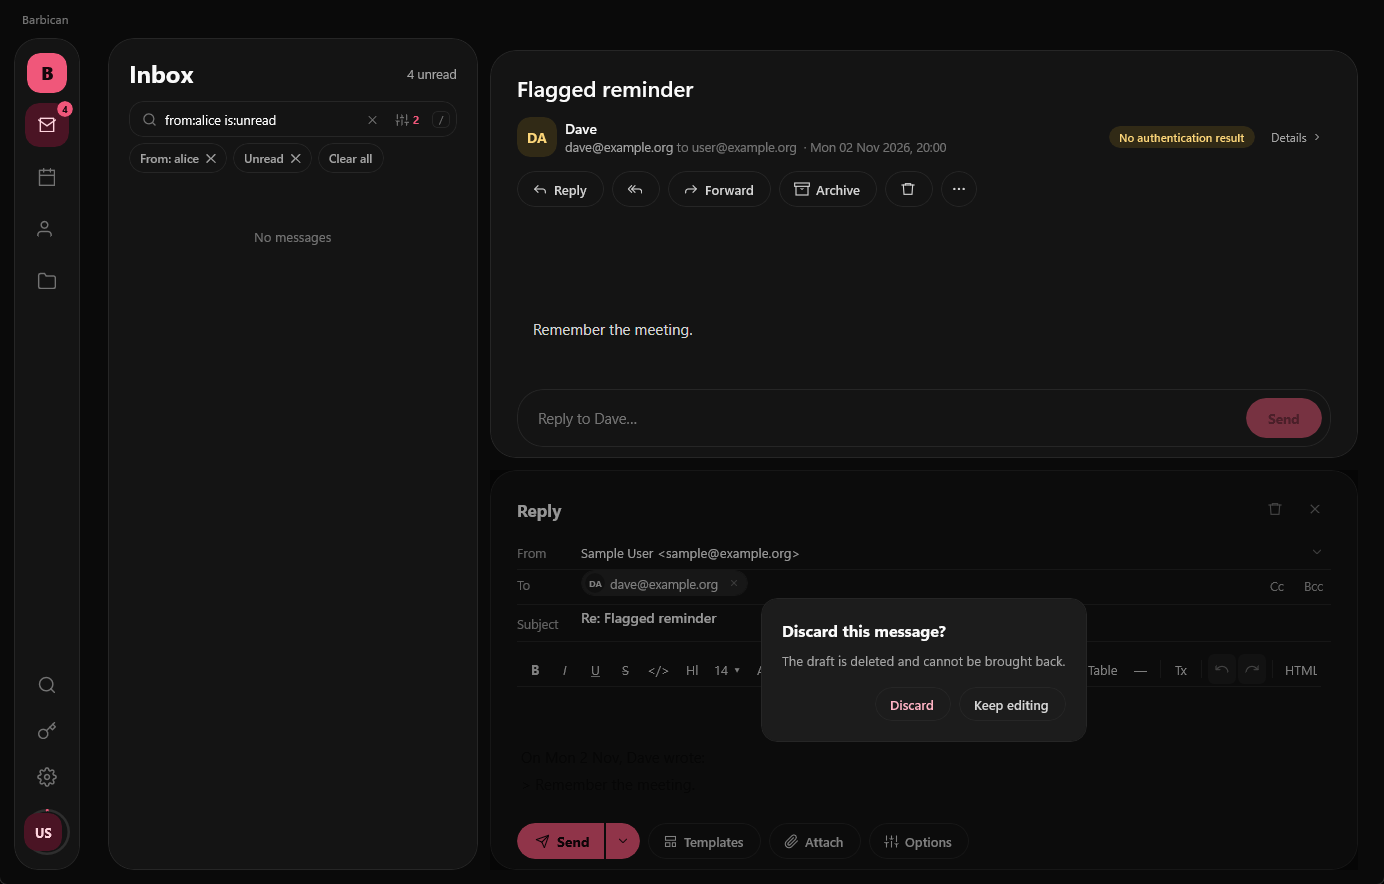 Barbican
B
4
US
Inbox
4 unread
from:alice is:unread
2
/
From: alice
Unread
Clear all
No messages
Flagged reminder
DA
Dave
dave@example.org to user@example.org · Mon 02 Nov 2026, 20:00
No authentication result
Details
Reply
Forward
Archive
Remember the meeting.
Reply to Dave...
Send
Reply
From
Sample User <sample@example.org>
To
DA dave@example.org
Cc
Bcc
Subject
Re: Flagged reminder
B I U S </> Hl 14
Table — Tx HTML
Discard this message?
The draft is deleted and cannot be brought back.
Discard
Keep editing
On Mon 2 Nov, Dave wrote:
> Remember the meeting.
Send
Templates
Attach
Options